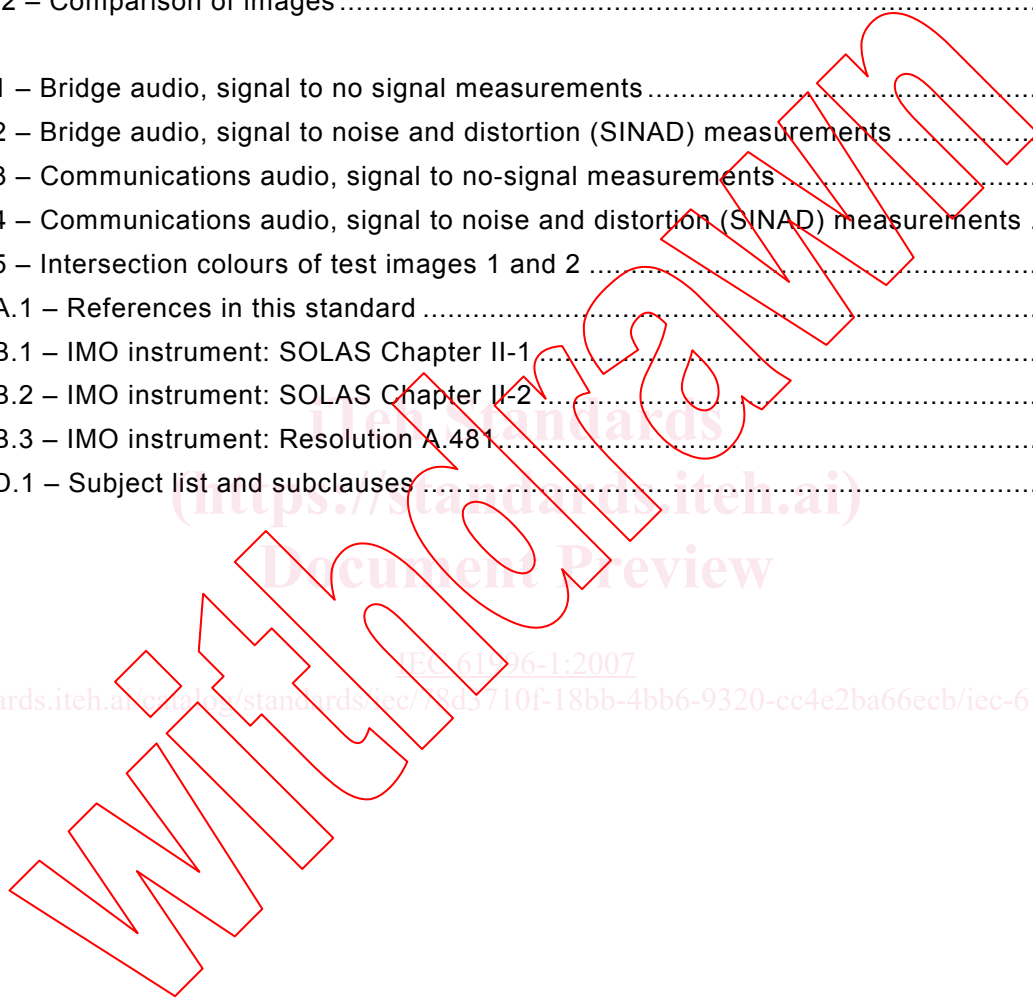 2 – Comparison of images..........................................................................................
1 – Bridge audio, signal to no signal measurements..................................................
2 – Bridge audio, signal to noise and distortion (SINAD) measurements....................
3 – Communications audio, signal to no-signal measurements..................................
4 – Communications audio, signal to noise and distortion (SINAD) measurements .
5 – Intersection colours of test images 1 and 2 ........................................................
A.1 – References in this standard ............................................................................
B.1 – IMO instrument: SOLAS Chapter II-1 ..............................................................
B.2 – IMO instrument: SOLAS Chapter II-2 ..............................................................
iTeh Standards
B.3 – IMO instrument: Resolution A.481...................................................................
D.1 – Subject list and subclauses .............................................................................
(https://standards.iteh.ai)
Document Preview
IEC 61996-1:2007
ards.iteh.ai/catalog/standards/iec/78d3710f-18bb-4bb6-9320-cc4e2ba66ecb/iec-6
withdrawn